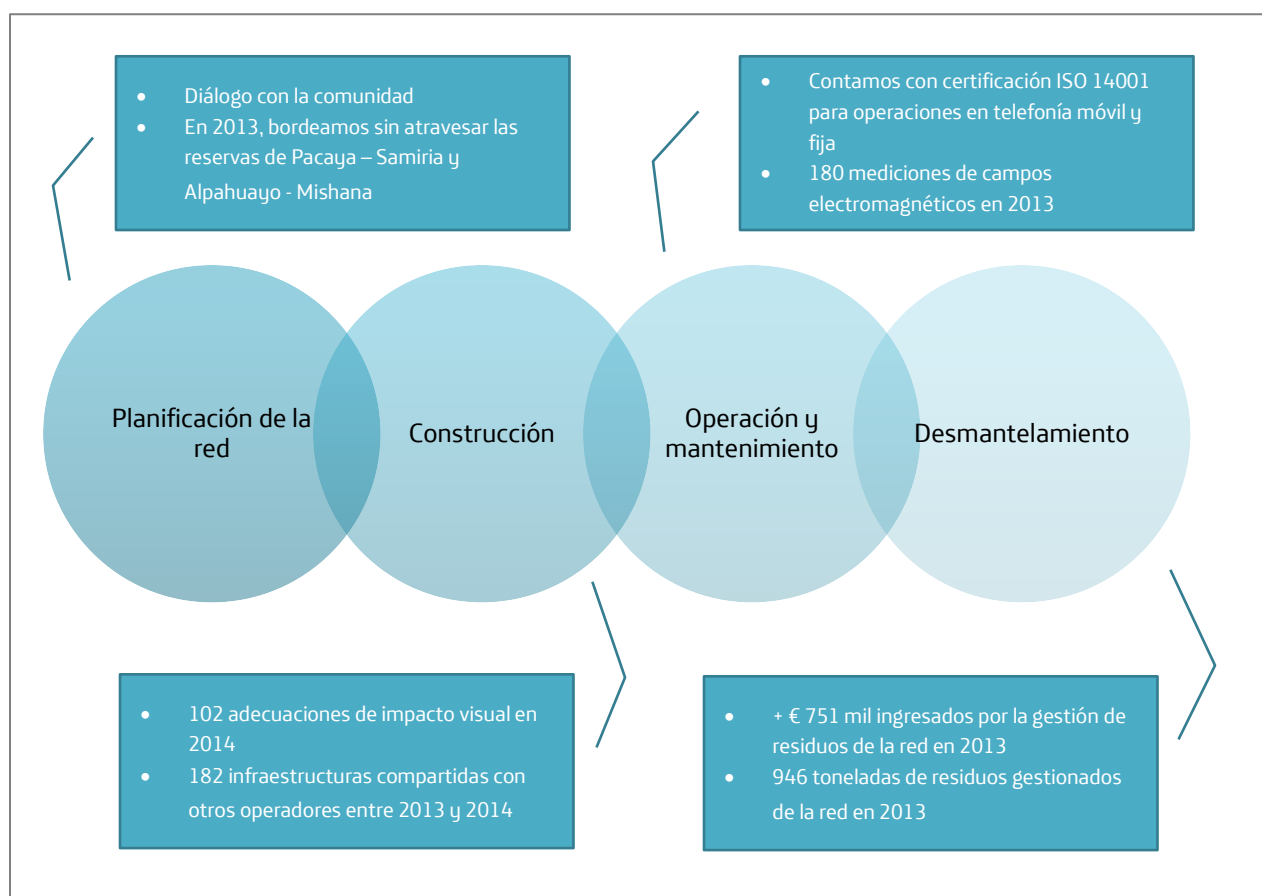 • Diálogo con la comunidad
• En 2013, bordeamos sin atravesar las
reservas de Pacaya – Samiria y
Alpahuayo - Mishana
• Contamos con certificación ISO 14001
para operaciones en telefonía móvil y
fija
• 180 mediciones de campos
electromagnéticos en 2013
Planificación de la
red
Construcción
Operación y
mantenimiento
Desmantelamiento
• 102 adecuaciones de impacto visual en
2014
• 182 infraestructuras compartidas con
otros operadores entre 2013 y 2014
• + € 751 mil ingresados por la gestión de
residuos de la red en 2013
• 946 toneladas de residuos gestionados
de la red en 2013